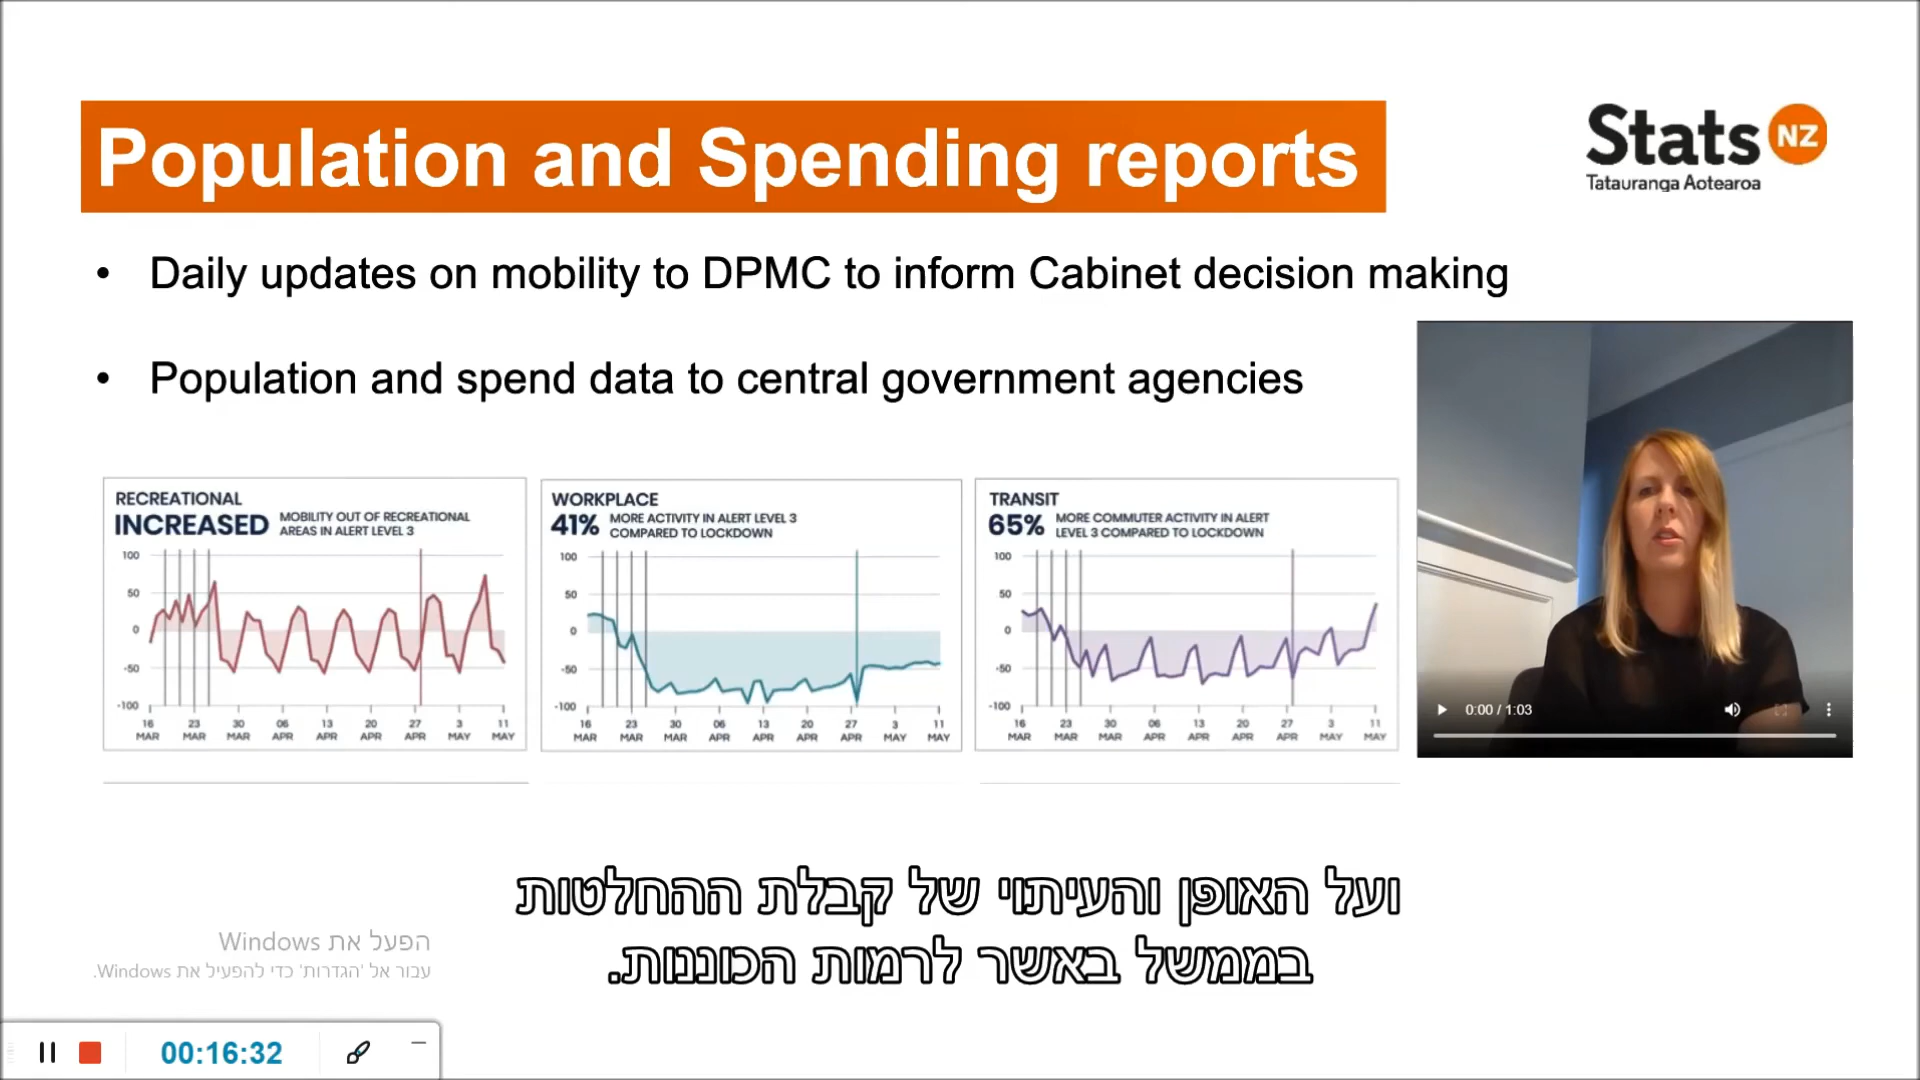 Population and Spending reports
Stats NZ
Tatauranga Aotearoa
• Daily updates on mobility to DPMC to inform Cabinet decision making
• Population and spend data to central government agencies
RECREATIONAL
INCREASED MOBILITY OUT OF RECREATIONAL
AREAS IN ALERT LEVEL 3
100
50
0
-50
-100
16 23 30 06 13 20 27 3 11
MAR MAR MAR APR APR APR APR MAY MAY
WORKPLACE
41% MORE ACTIVITY IN ALERT LEVEL 3
COMPARED TO LOCKDOWN
100
50
0
-50
-100
16 23 30 06 13 20 27 3 11
MAR MAR MAR APR APR APR APR MAY MAY
TRANSIT
65% MORE COMMUTER ACTIVITY IN ALERT
LEVEL 3 COMPARED TO LOCKDOWN
100
50
0
-50
-100
16 23 30 06 13 20 27 3 11
MAR MAR MAR APR APR APR APR MAY MAY
0:00 / 1:03
ועל האופן והעיתוי של קבלת ההחלטות
בממשל באשר לרמות הכוננות.
הפעל את Windows
עבור אל 'הגדרות' כדי להפעיל את Windows.
00:16:32